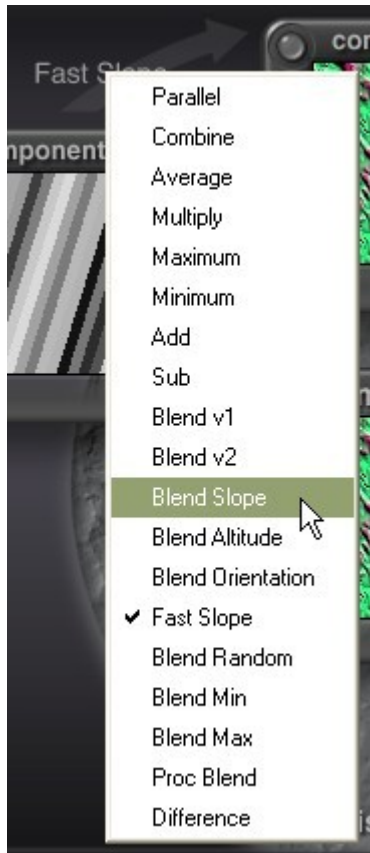 Fast Slope
Parallel
Combine
Average
Multiply
Maximum
Minimum
Add
Sub
Blend v1
Blend v2
Blend Slope
Blend Altitude
Blend Orientation
Fast Slope
Blend Random
Blend Min
Blend Max
Proc Blend
Difference